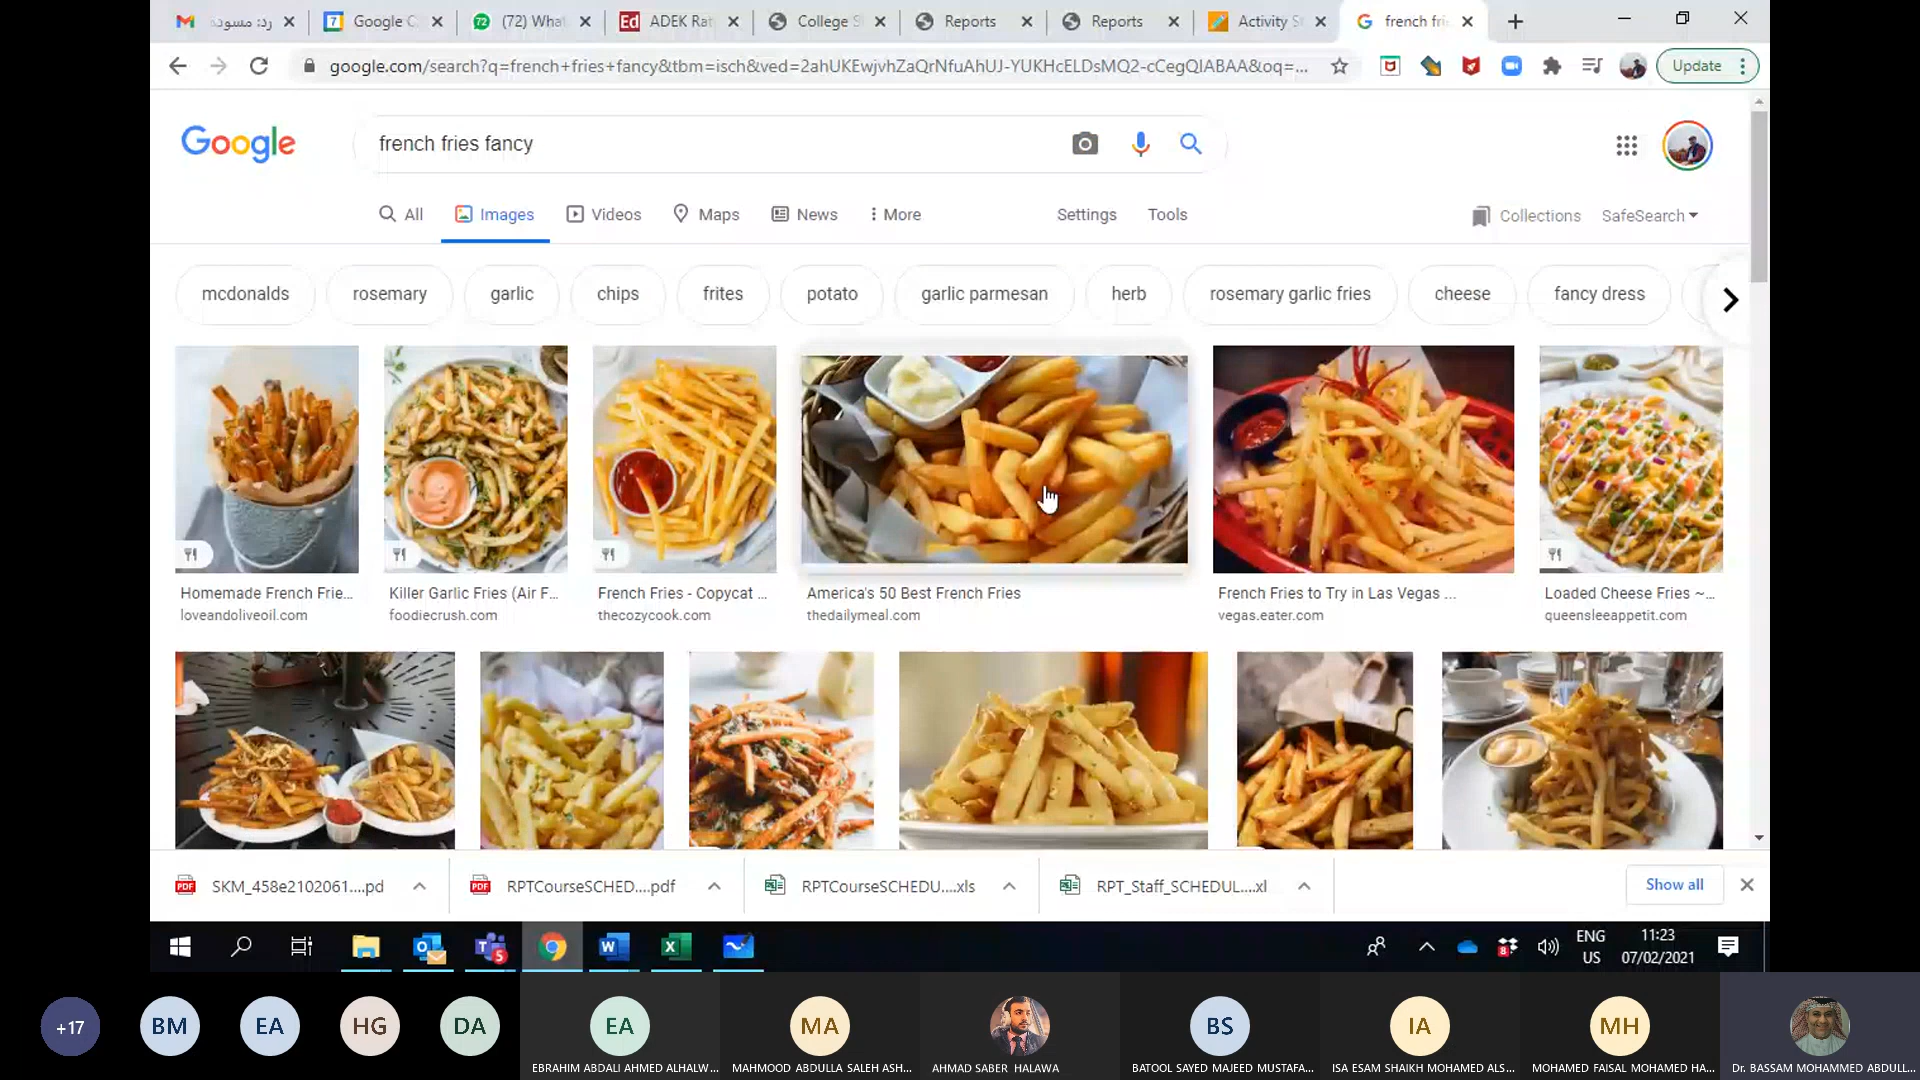 رد: مسودة
Google C
(72) What
ADEK Rat
College S
Reports
Reports
Activity S
french fri
google.com/search?q=french+fries+fancy&tbm=isch&ved=2ahUKEwjvhZaQrNfuAhUJ-YUKHcELDsMQ2-cCegQIABAA&oq=...
Update
Google
french fries fancy
All
Images
Videos
Maps
News
More
Settings
Tools
Collections
SafeSearch
mcdonalds
rosemary
garlic
chips
frites
potato
garlic parmesan
herb
rosemary garlic fries
cheese
fancy dress
Homemade French Frie...
loveandoliveoil.com
Killer Garlic Fries (Air F...
foodiecrush.com
French Fries - Copycat ...
thecozycook.com
America's 50 Best French Fries
thedailymeal.com
French Fries to Try in Las Vegas ...
vegas.eater.com
Loaded Cheese Fries ~...
queensleeappetit.com
SKM_458e2102061....pd
RPTCourseSCHED....pdf
RPTCourseSCHEDU....xls
RPT_Staff_SCHEDUL....xl
Show all
ENG
US
11:23
07/02/2021
+17
BM
EA
HG
DA
EA
EBRAHIM ABDALI AHMED ALHALW...
MA
MAHMOOD ABDULLA SALEH ASH...
AHMAD SABER HALAWA
BS
BATOOL SAYED MAJEED MUSTAFA...
IA
ISA ESAM SHAIKH MOHAMED ALS...
MH
MOHAMED FAISAL MOHAMED HA...
Dr. BASSAM MOHAMMED ABDULL...